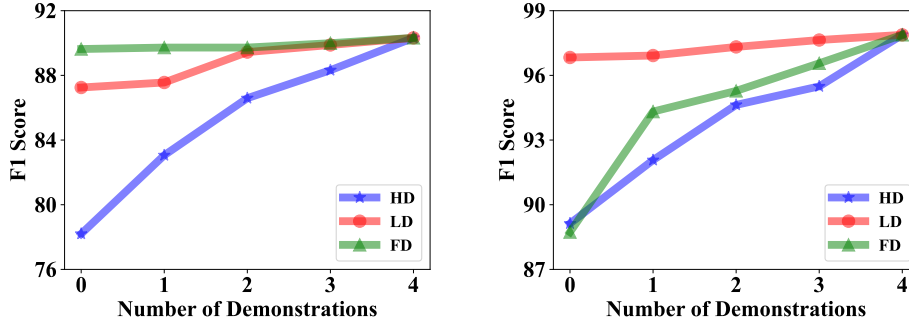 92
88
84
80
76
F1 Score
0 1 2 3 4
Number of Demonstrations
HD
LD
FD
99
96
93
90
87
F1 Score
0 1 2 3 4
Number of Demonstrations
HD
LD
FD